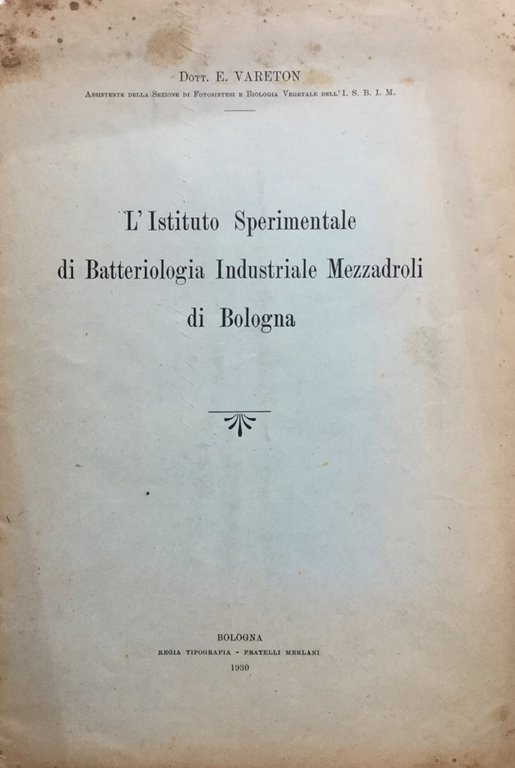 Dott. E. VARETON
Assistente della Sezione di Fotosintesi e Biologia Vegetale dell'I. S. B. I. M.
L'Istituto Sperimentale
di Batteriologia Industriale Mezzadroli
di Bologna
BOLOGNA
REGIA TIPOGRAFIA - FRATELLI MERLANI
1930